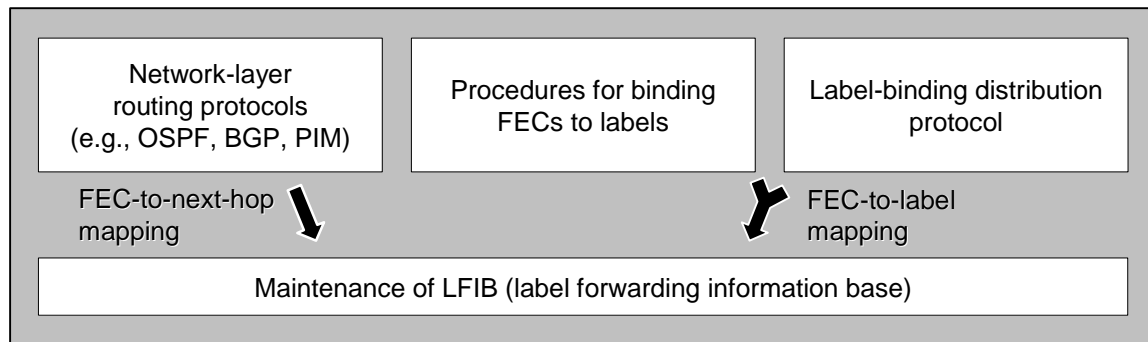 Network-layer
routing protocols
(e.g., OSPF, BGP, PIM)
Procedures for binding
FECs to labels
Label-binding distribution
protocol
FEC-to-next-hop
mapping
FEC-to-label
mapping
Maintenance of LFIB (label forwarding information base)